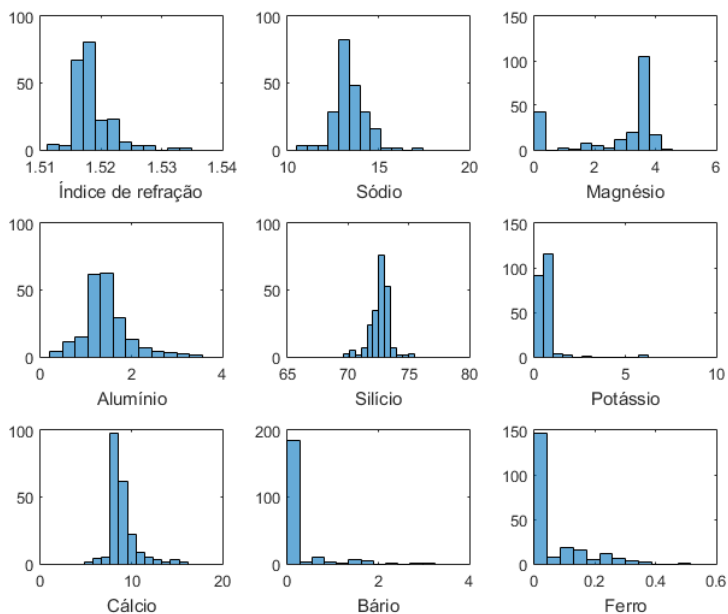 100
50
0
1.51 1.52 1.53 1.54
Índice de refração
100
50
0
10 15 20
Sódio
150
100
50
0
0 2 4 6
Magnésio
100
50
0
0 2 4
Alumínio
100
50
0
65 70 75 80
Silício
150
100
50
0
0 5 10
Potássio
100
50
0
0 10 20
Cálcio
200
100
0
0 2 4
Bário
150
100
50
0
0 0.2 0.4 0.6
Ferro